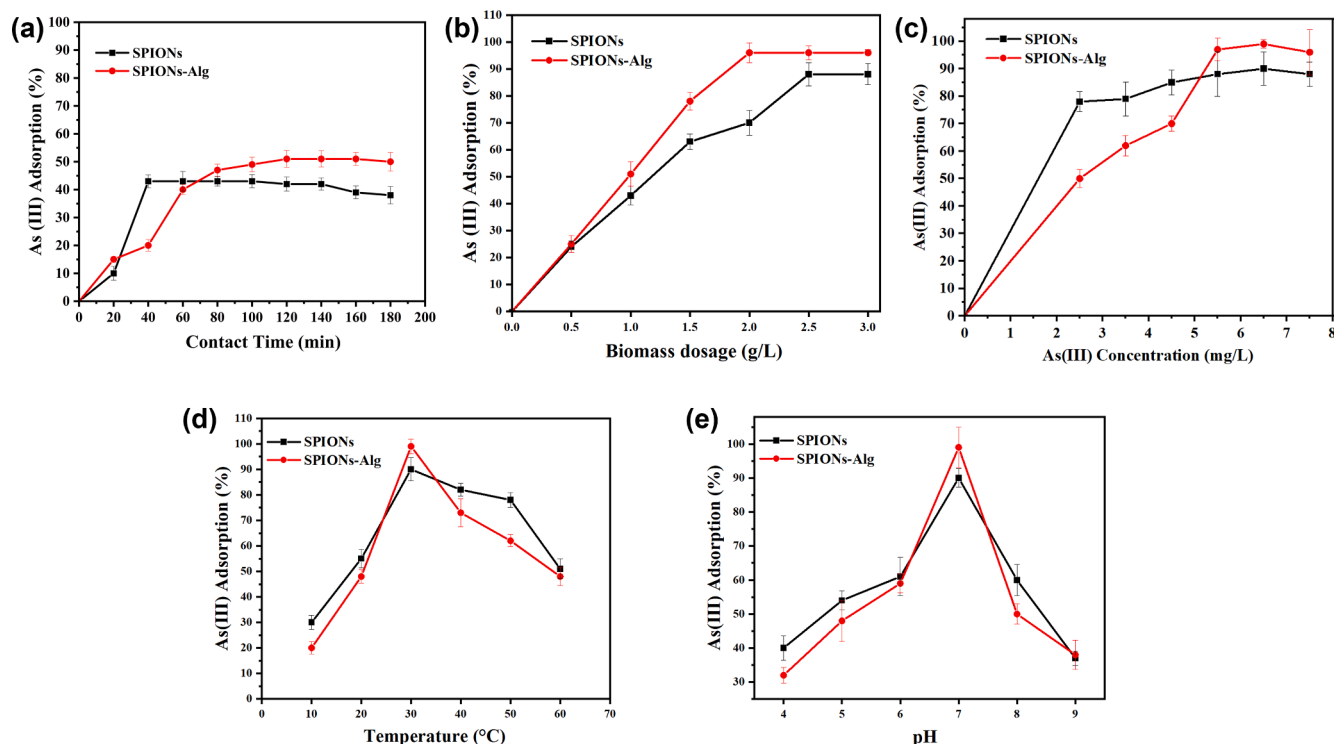 (a)
SPIONs
SPIONs-Alg
As (III) Adsorption (%)
100
90
80
70
60
50
40
30
20
10
0
0 20 40 60 80 100 120 140 160 180 200
Contact Time (min)
(b)
SPIONs
SPIONs-Alg
As (III) Adsorption (%)
110
100
90
80
70
60
50
40
30
20
10
0
0.0 0.5 1.0 1.5 2.0 2.5 3.0
Biomass dosage (g/L)
(c)
SPIONs
SPIONs-Alg
As(III) Adsorption (%)
100
90
80
70
60
50
40
30
20
10
0
0 1 2 3 4 5 6 7 8
As(III) Concentration (mg/L)
(d)
SPIONs
SPIONs-Alg
As(III) Adsorption (%)
110
100
90
80
70
60
50
40
30
20
10
0
0 10 20 30 40 50 60 70
Temperature (°C)
(e)
SPIONs
SPIONs-Alg
As(III) Adsorption (%)
100
90
80
70
60
50
40
30
4 5 6 7 8 9
pH